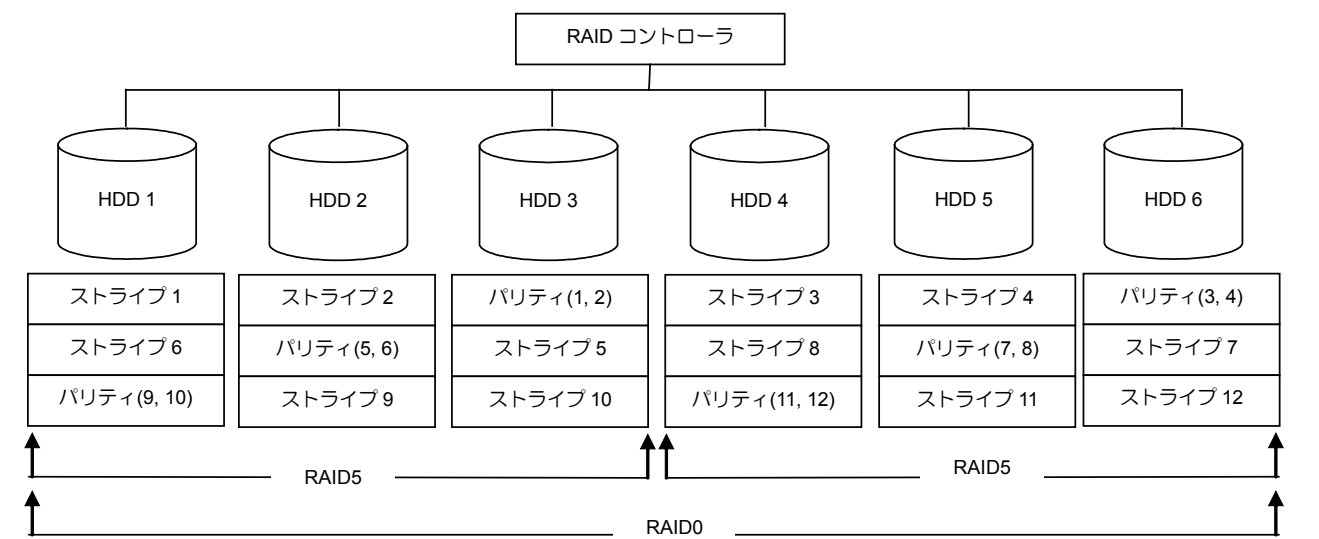 RAID コントローラ
HDD 1
HDD 2
HDD 3
HDD 4
HDD 5
HDD 6
ストライプ 1
ストライプ 2
パリティ(1, 2)
ストライプ 3
ストライプ 4
パリティ(3, 4)
ストライプ 6
パリティ(5, 6)
ストライプ 5
ストライプ 8
パリティ(7, 8)
ストライプ 7
パリティ(9, 10)
ストライプ 9
ストライプ 10
パリティ(11, 12)
ストライプ 11
ストライプ 12
RAID5
RAID5
RAID0